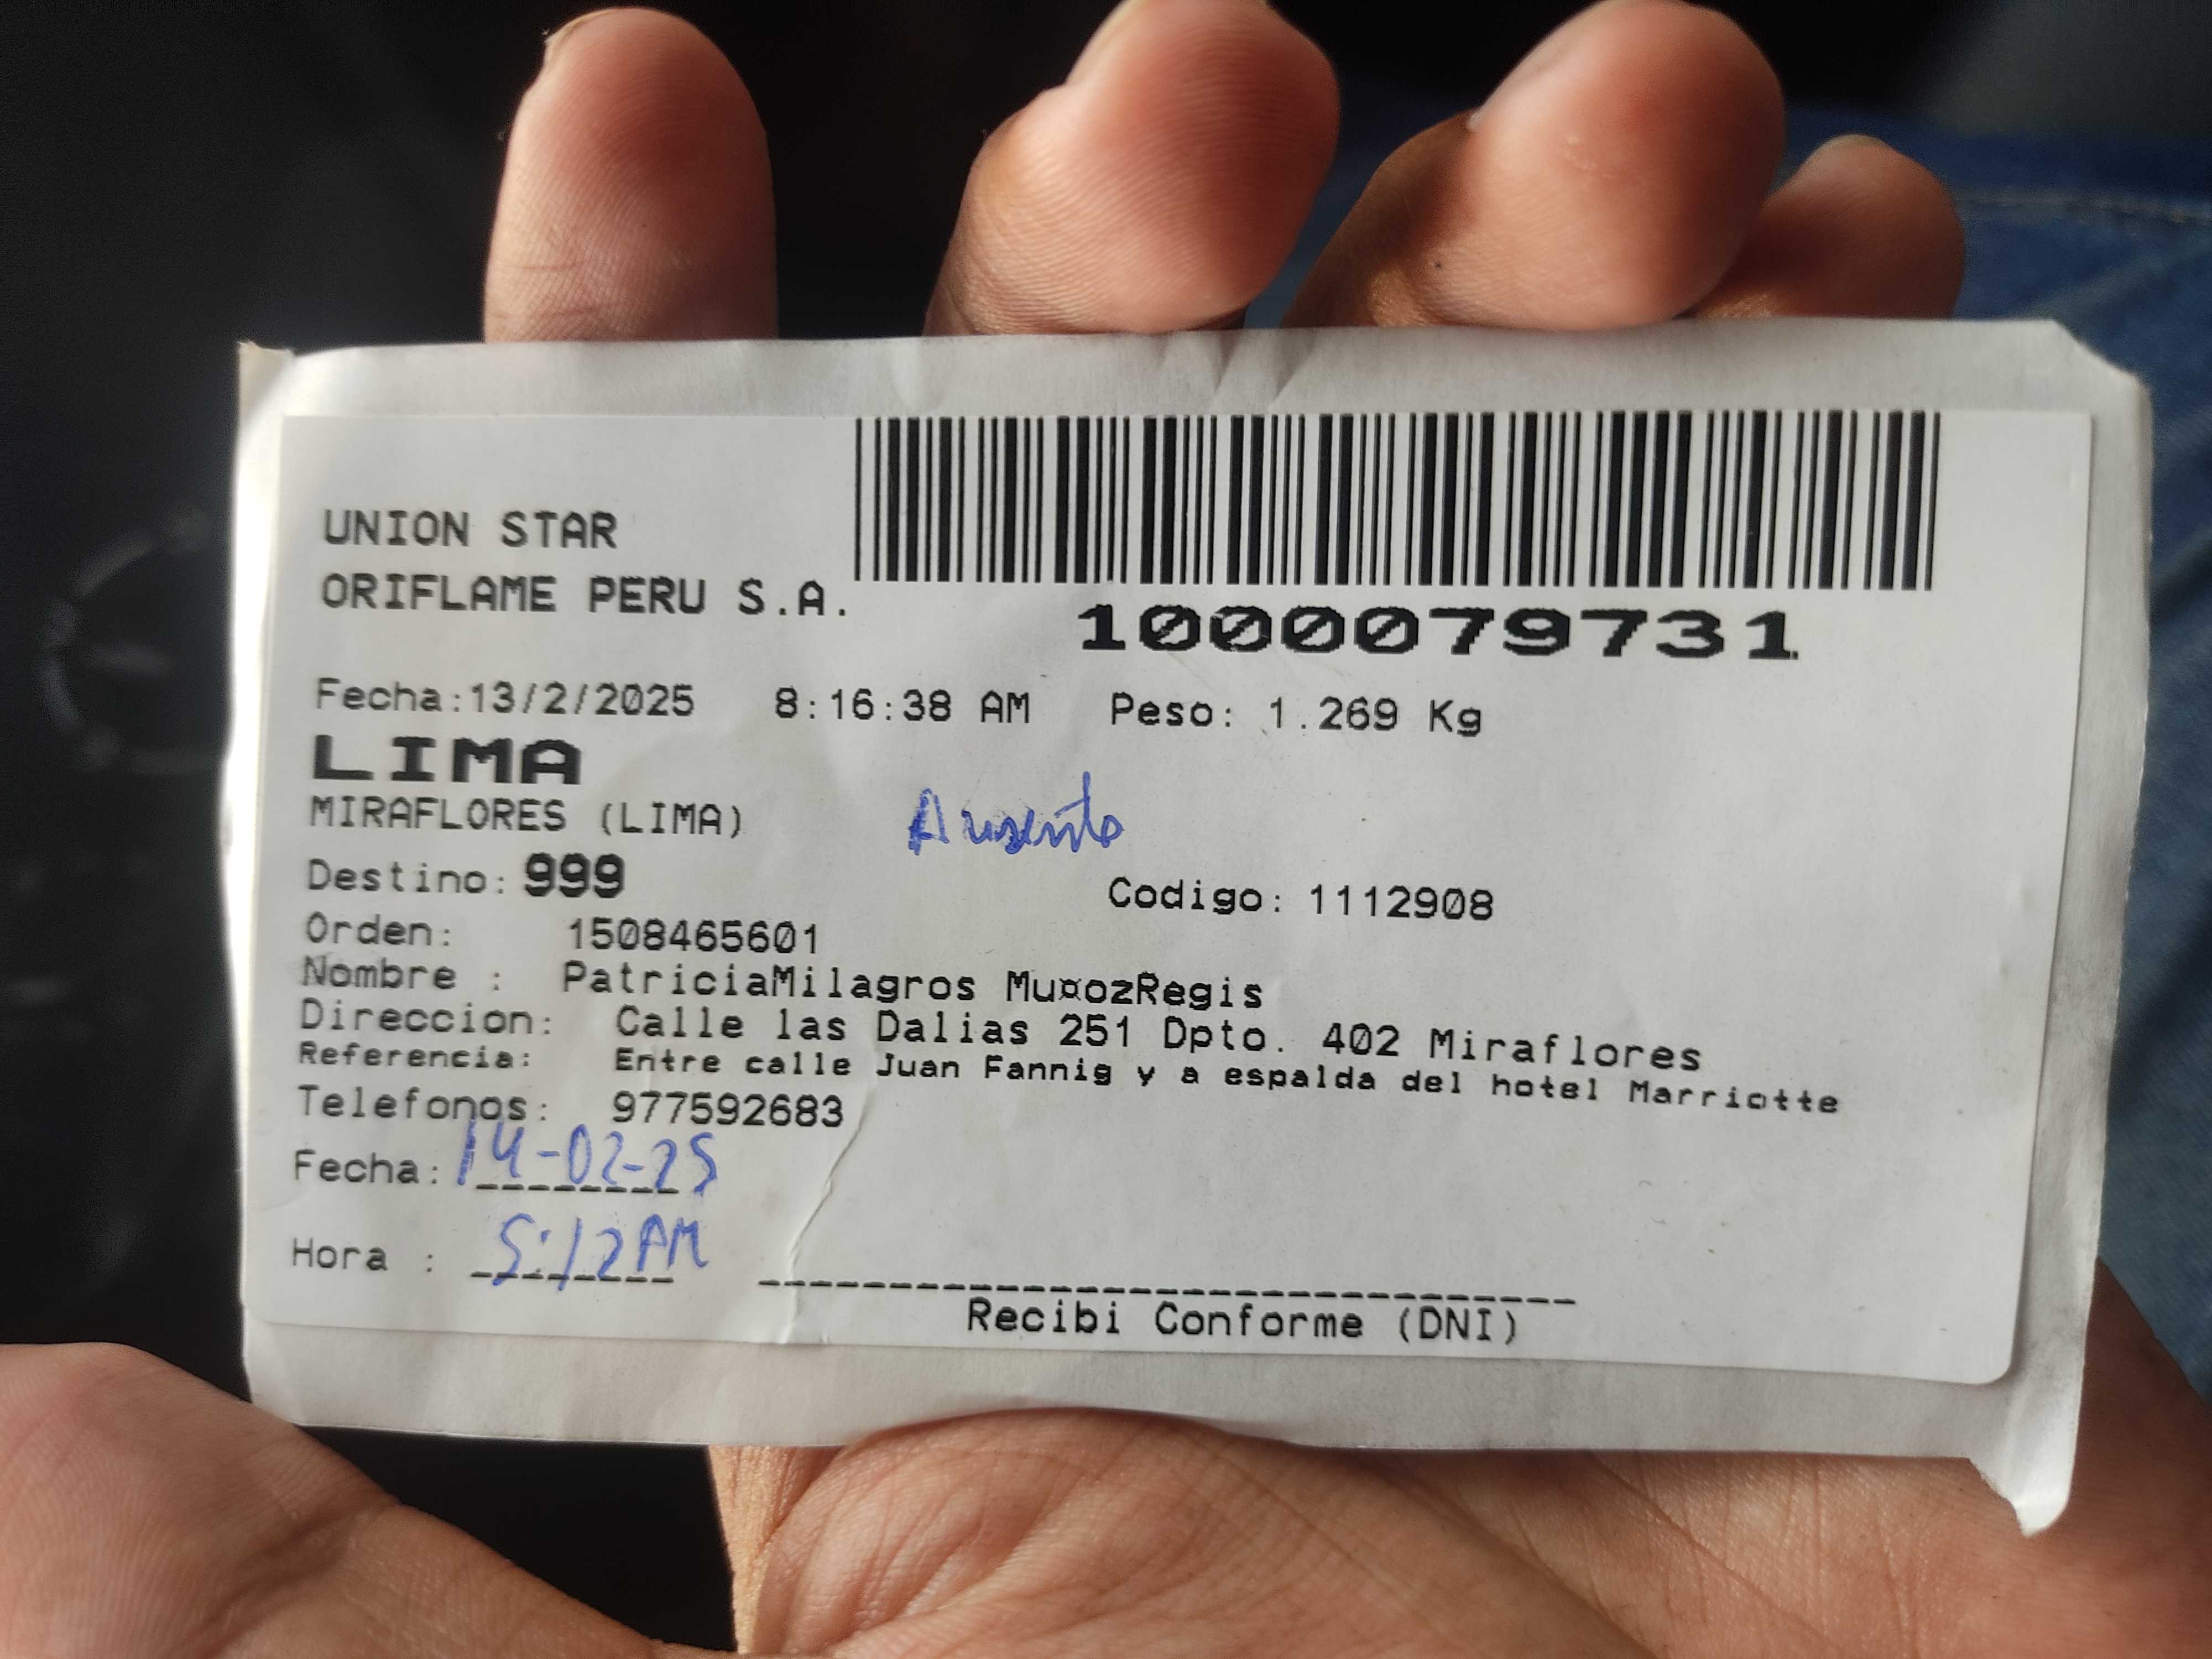 UNION STAR
ORIFLAME PERU S.A.
1000079731
Fecha:13/2/2025 8:16:38 AM Peso: 1.269 Kg
LIMA
MIRAFLORES (LIMA)
Ausente
Destino: 999
Codigo: 1112908
Orden: 1508465601
Nombre : PatriciaMilagros Mu¤ozRegis
Direccion: Calle las Dalias 251 Dpto. 402 Miraflores
Referencia: Entre calle Juan Fannig y a espalda del hotel Marriotte
Telefonos: 977592683
Fecha: 14-02-25
Hora : 5:12 AM
Recibi Conforme (DNI)